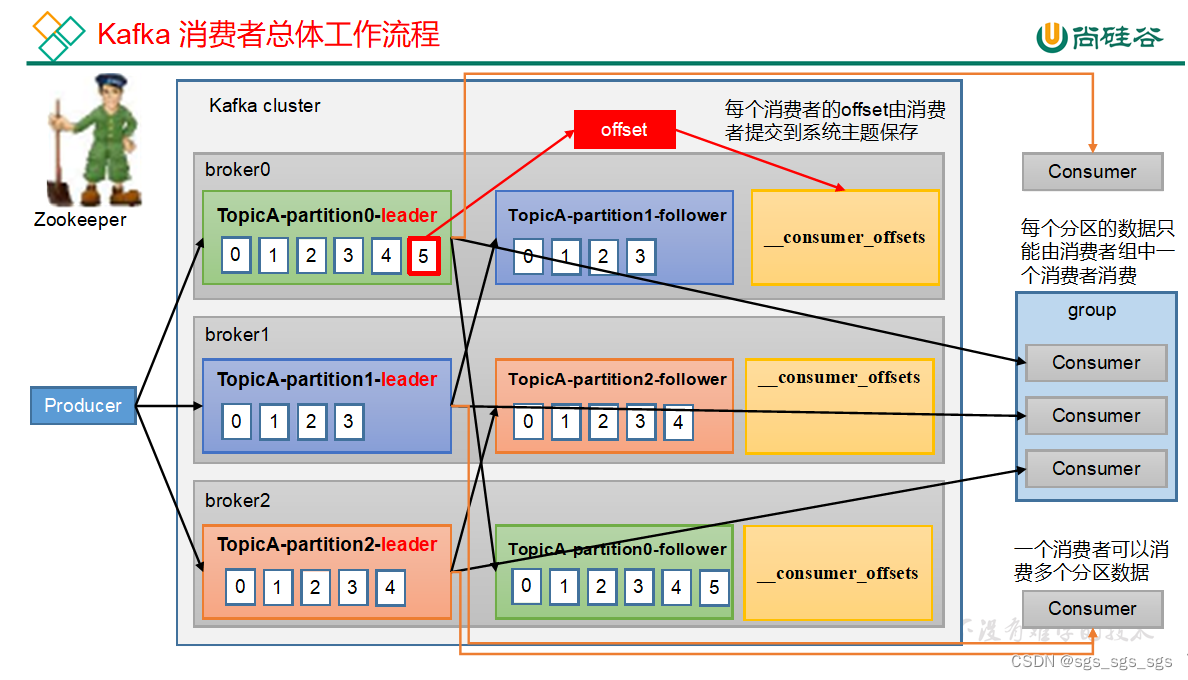 Kafka 消费者总体工作流程
尚硅谷
Zookeeper
Kafka cluster
offset
每个消费者的offset由消费
者提交到系统主题保存
broker0
TopicA-partition0-leader
0 1 2 3 4 5
TopicA-partition1-follower
0 1 2 3
__consumer_offsets
broker1
TopicA-partition1-leader
0 1 2 3
TopicA-partition2-follower
0 1 2 3 4
__consumer_offsets
broker2
TopicA-partition2-leader
0 1 2 3 4
TopicA-partition0-follower
0 1 2 3 4 5
__consumer_offsets
Producer
Consumer
每个分区的数据只
能由消费者组中一
个消费者消费
group
Consumer
Consumer
Consumer
一个消费者可以消
费多个分区数据
Consumer
没有难学的技术
CSDN @sgs_sgs_sgs